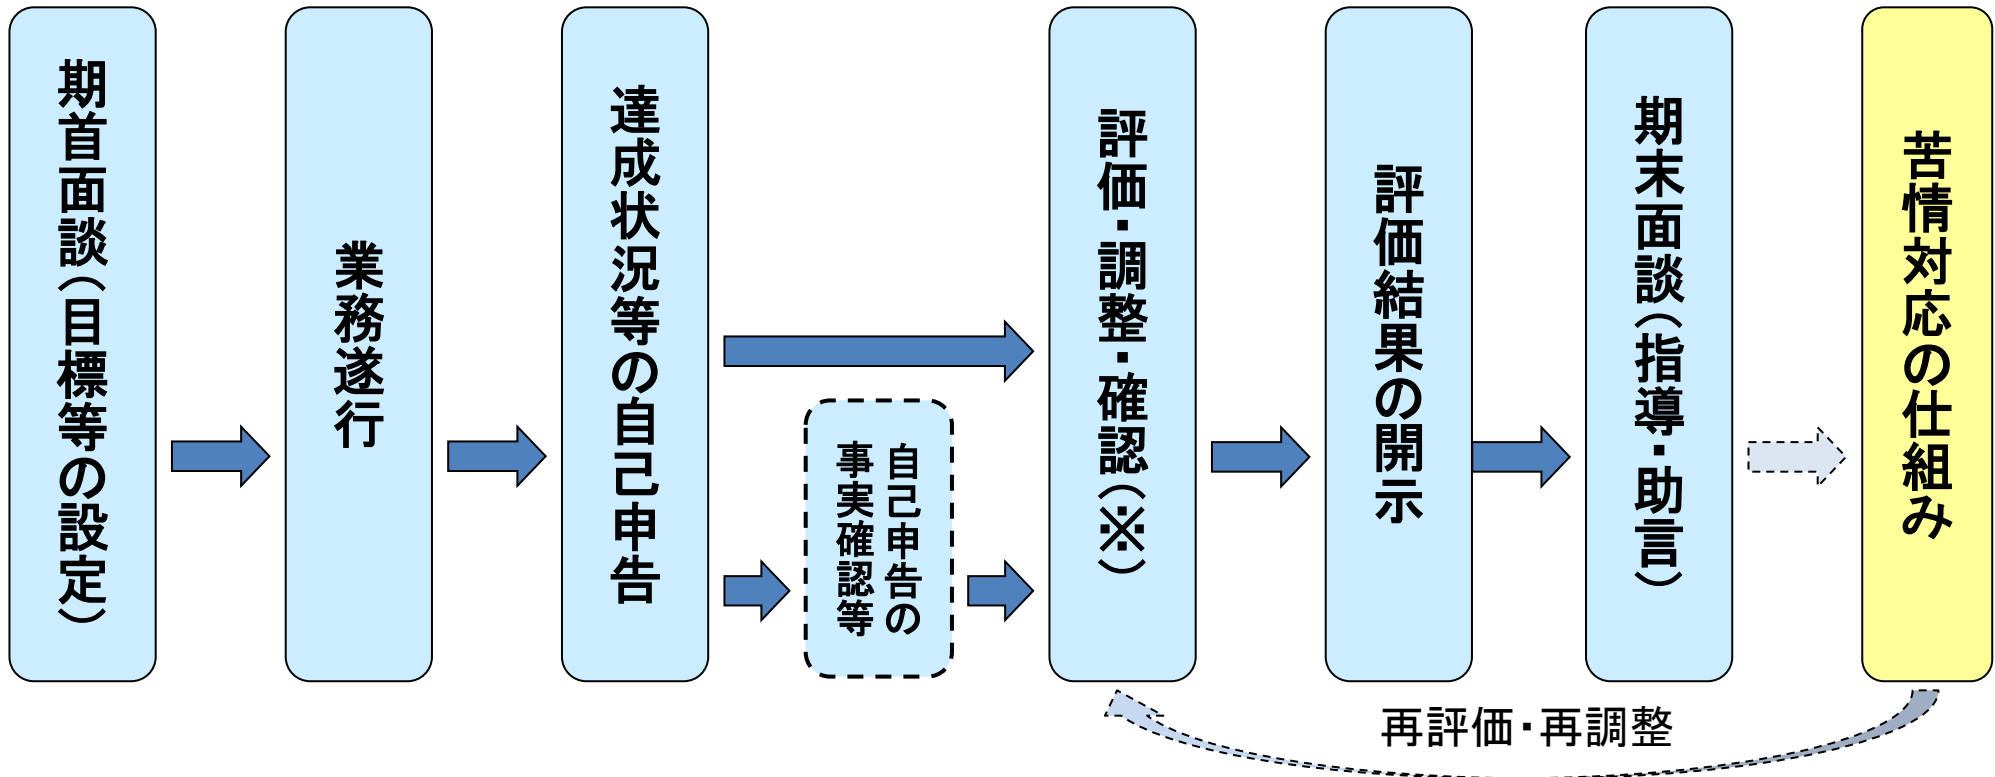 期首面談（目標等の設定）
業務遂行
達成状況等の自己申告
自己申告の
事実確認等
評価・調整・確認（※）
評価結果の開示
期末面談（指導・助言）
苦情対応の仕組み
再評価・再調整